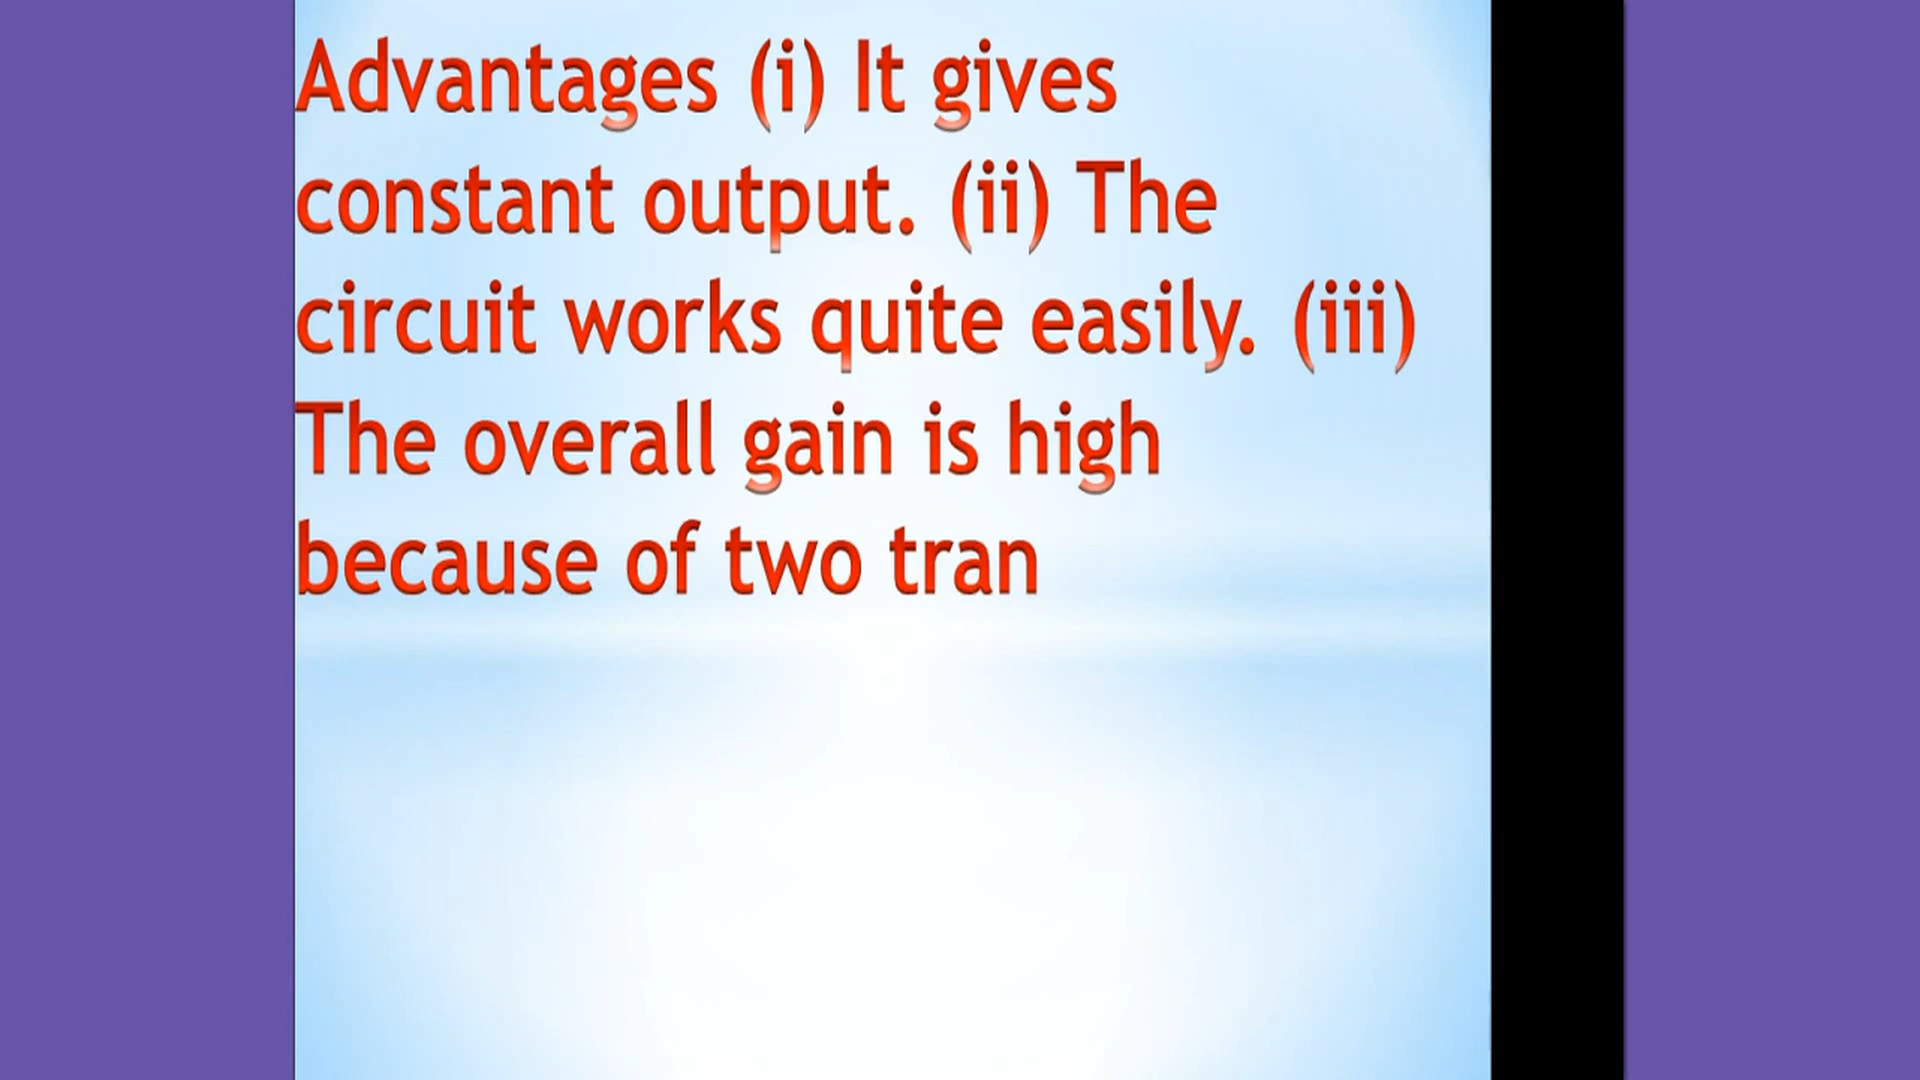 Advantages (i) It gives
constant output. (ii) The
circuit works quite easily. (iii)
The overall gain is high
because of two tran